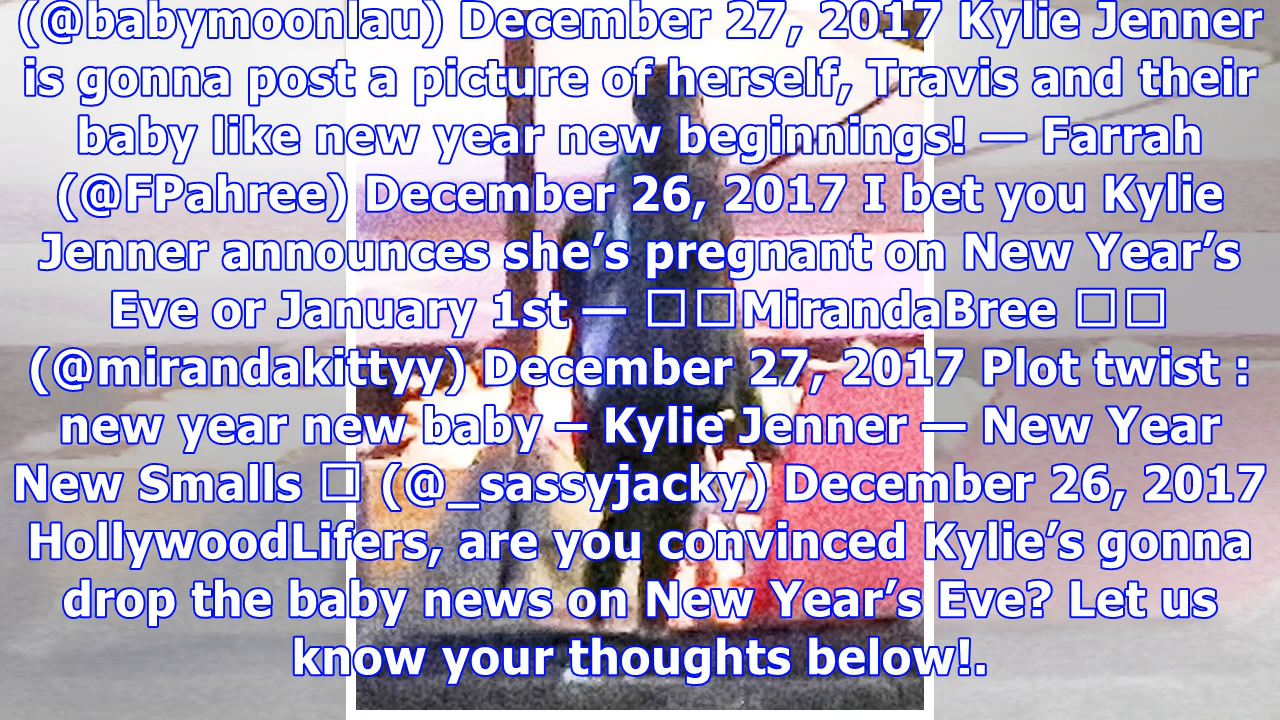 (@babymoonlau) December 27, 2017 Kylie Jenner
is gonna post a picture of herself, Travis and their
baby like new year new beginnings! — Farrah
(@FPahree) December 26, 2017 I bet you Kylie
Jenner announces she’s pregnant on New Year’s
Eve or January 1st — □□MirandaBree □□
(@mirandakittyy) December 27, 2017 Plot twist :
new year new baby – Kylie Jenner — New Year
New Smalls □ (@_sassyjacky) December 26, 2017
HollywoodLifers, are you convinced Kylie’s gonna
drop the baby news on New Year’s Eve? Let us
know your thoughts below!.